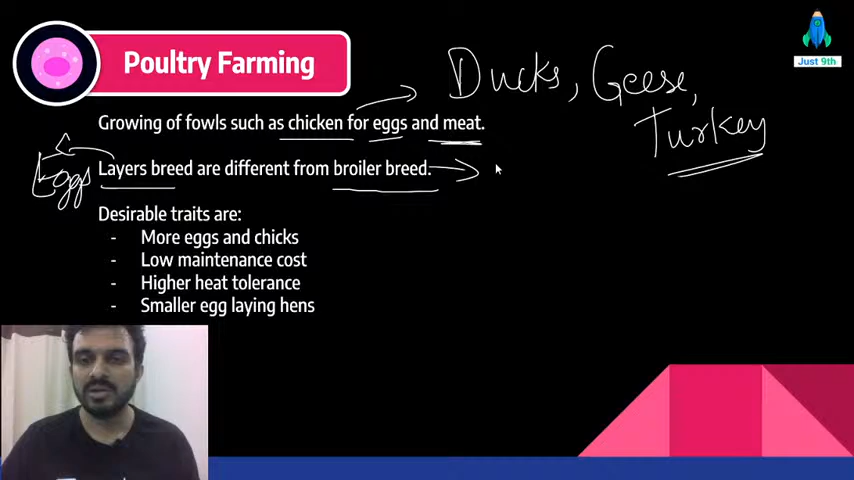 Poultry Farming
Ducks, Geese,
Turkey
Just 9th
Growing of fowls such as chicken for eggs and meat.
Eggs
Layers breed are different from broiler breed.
Desirable traits are:
- More eggs and chicks
- Low maintenance cost
- Higher heat tolerance
- Smaller egg laying hens